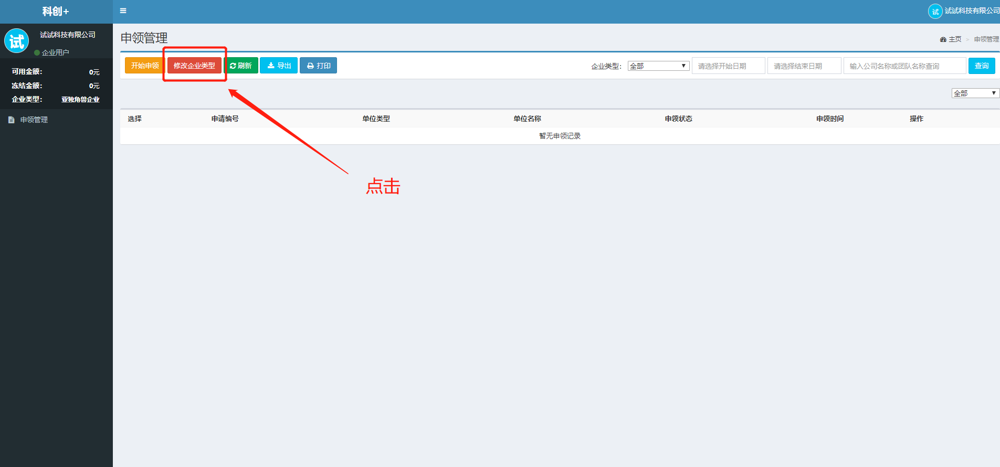 科创+
试
试试科技有限公司
试
试试科技有限公司
企业用户
可用金额：
0元
冻结金额：
0元
企业类型：
亚独角兽企业
申领管理
申领管理
主页 > 申领管理
开始申领
修改企业类型
刷新
导出
打印
企业类型：
全部
请选择开始日期
请选择结束日期
输入公司名称或团队名称查询
查询
全部
选择 申请编号 单位类型 单位名称 申领状态 申领时间 操作
暂无申领记录
点击